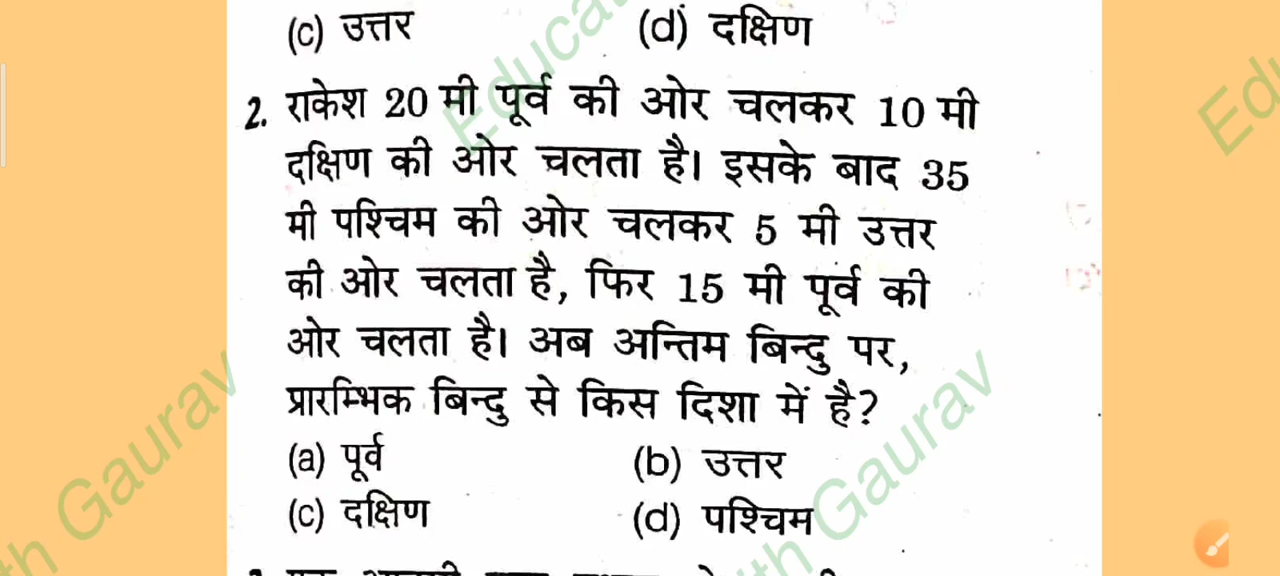 (c) उत्तर (d) दक्षिण
2. राकेश 20 मी पूर्व की ओर चलकर 10 मी
दक्षिण की ओर चलता है। इसके बाद 35
मी पश्चिम की ओर चलकर 5 मी उत्तर
की ओर चलता है, फिर 15 मी पूर्व की
ओर चलता है। अब अन्तिम बिन्दु पर,
प्रारम्भिक बिन्दु से किस दिशा में है?
(a) पूर्व (b) उत्तर
(c) दक्षिण (d) पश्चिम